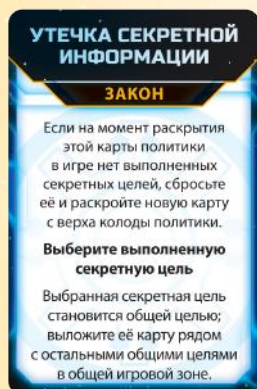 УТЕЧКА СЕКРЕТНОЙ
ИНФОРМАЦИИ
ЗАКОН
Если на момент раскрытия
этой карты политики
в игре нет выполненных
секретных целей, сбросьте
её и раскройте новую карту
с верха колоды политики.
Выберите выполненную
секретную цель
Выбранная секретная цель
становится общей целью;
выложите её карту рядом
с остальными общими целями
в общей игровой зоне.